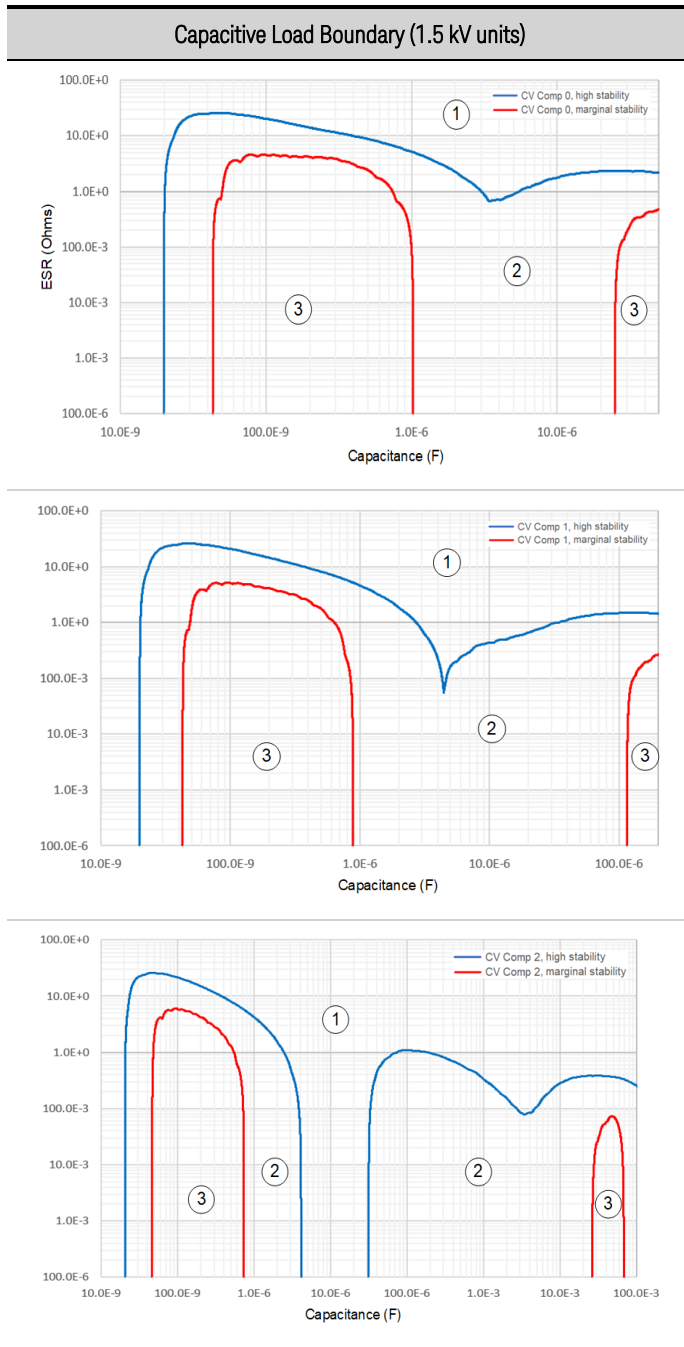 Capacitive Load Boundary (1.5 kV units)
100.0E+0
CV Comp 0, high stability
CV Comp 0, marginal stability
1
10.0E+0
1.0E+0
ESR (Ohms)
100.0E-3
2
10.0E-3
3
3
1.0E-3
100.0E-6
10.0E-9 100.0E-9 1.0E-6 10.0E-6
Capacitance (F)
100.0E+0
CV Comp 1, high stability
CV Comp 1, marginal stability
1
10.0E+0
1.0E+0
100.0E-3
2
10.0E-3
3
3
1.0E-3
100.0E-6
10.0E-9 100.0E-9 1.0E-6 10.0E-6 100.0E-6
Capacitance (F)
100.0E+0
CV Comp 2, high stability
CV Comp 2, marginal stability
10.0E+0
1
1.0E+0
100.0E-3
10.0E-3
2
2
3
3
1.0E-3
100.0E-6
10.0E-9 100.0E-9 1.0E-6 10.0E-6 100.0E-6 1.0E-3 10.0E-3 100.0E-3
Capacitance (F)